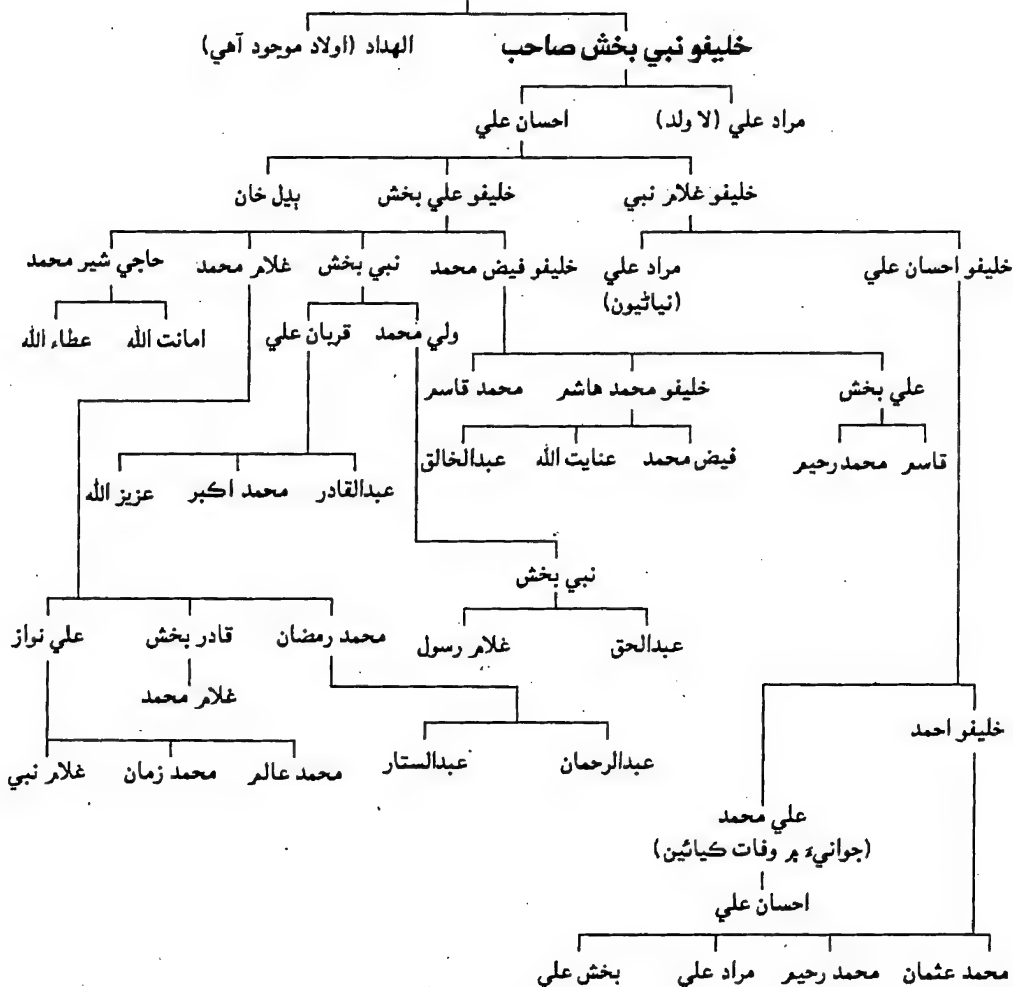 خليفو نبي بخش صاحب
الهداد (اولاد موجود آهي)
مراد علي (لا ولد)
احسان علي
خليفو غلام نبي
خليفو علي بخش
ٻڍل خان
خليفو احسان علي
مراد علي
(نياڻيون)
خليفو فيض محمد
نبي بخش
غلام محمد
حاجي شير محمد
ولي محمد
قربان علي
امانت الله
عطاء الله
علي بخش
خليفو محمد هاشم
محمد قاسم
قاسم
محمد رحيم
فيض محمد
عنايت الله
عبدالخالق
عبدالقادر
محمد اڪبر
عزيز الله
نبي بخش
محمد رمضان
قادر بخش
علي نواز
عبدالحق
غلام رسول
غلام محمد
خليفو احمد
عبدالرحمان
عبدالستار
محمد عالم
محمد زمان
غلام نبي
علي محمد
(جوانيءَ ۾ وفات ڪيائين)
احسان علي
محمد عثمان
محمد رحيم
مراد علي
بخش علي